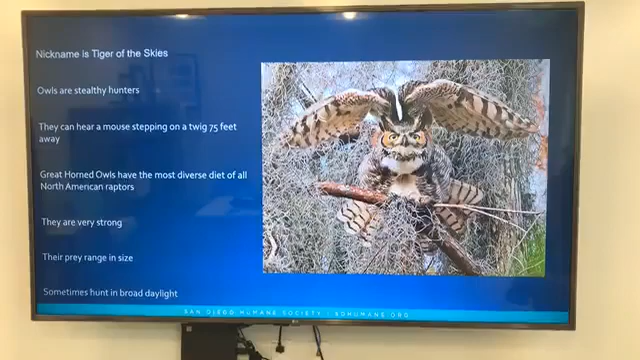 Nickname is Tiger of the Skies
Owls are stealthy hunters
They can hear a mouse stepping on a twig 75 feet
away
Great Horned Owls have the most diverse diet of all
North American raptors
They are very strong
Their prey range in size
Sometimes hunt in broad daylight
SAN DIEGO HUMANE SOCIETY | SDHUMANE.ORG